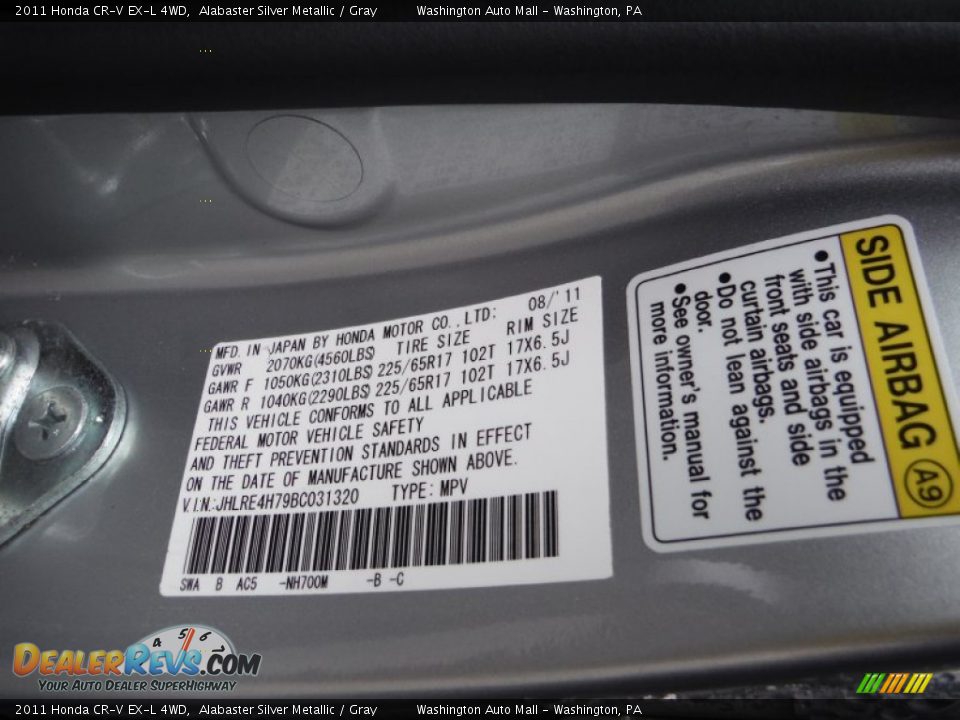 2011 Honda CR-V EX-L 4WD, Alabaster Silver Metallic / Gray Washington Auto Mall - Washington, PA
MFD. IN JAPAN BY HONDA MOTOR CO.,LTD: 08/'11
GVWR 2070KG(4560LBS) TIRE SIZE RIM SIZE
GAWR F 1050KG(2310LBS) 225/65R17 102T 17X6.5J
GAWR R 1040KG(2290LBS) 225/65R17 102T 17X6.5J
THIS VEHICLE CONFORMS TO ALL APPLICABLE
FEDERAL MOTOR VEHICLE SAFETY
AND THEFT PREVENTION STANDARDS IN EFFECT
ON THE DATE OF MANUFACTURE SHOWN ABOVE.
V.I.N.:JHLRE4H79BC031320 TYPE: MPV
SWA B AC5 -NH700M -B -C
SIDE AIRBAG A9
●This car is equipped
with side airbags in the
front seats and side
curtain airbags.
●Do not lean against the
door.
●See owner's manual for
more information.
4 5 6
DEALERREVS.COM
YOUR AUTO DEALER SUPERHIGHWAY
2011 Honda CR-V EX-L 4WD, Alabaster Silver Metallic / Gray Washington Auto Mall - Washington, PA